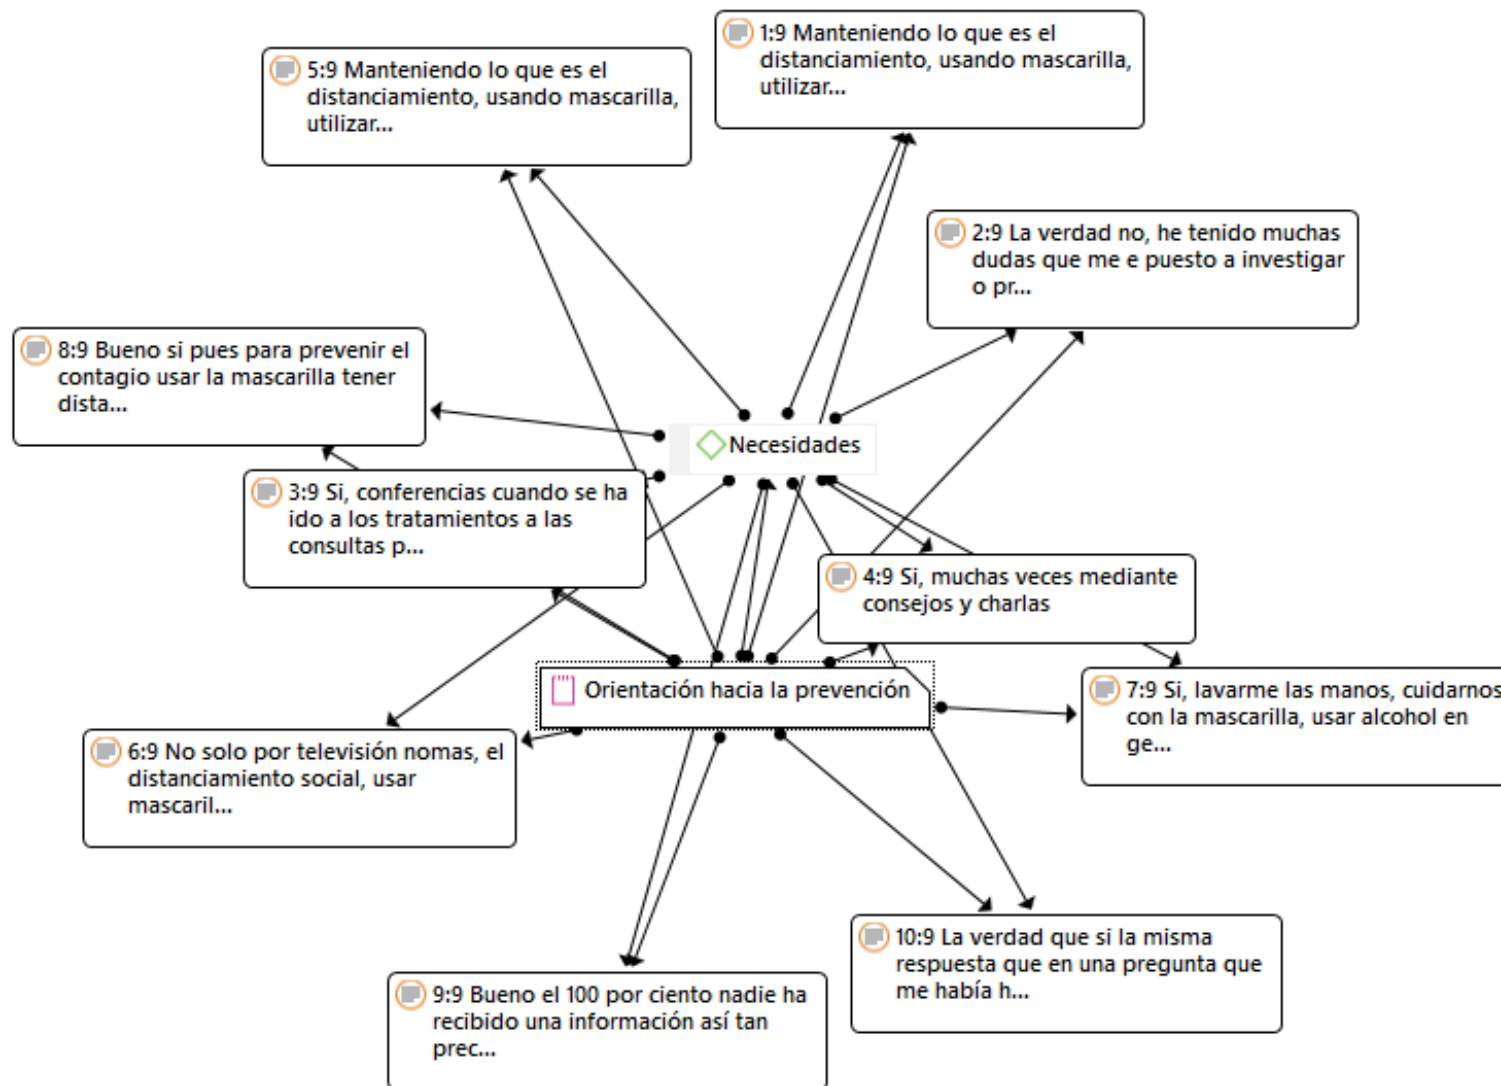 1:9 Manteniendo lo que es el
distanciamiento, usando mascarilla,
utilizar...
5:9 Manteniendo lo que es el
distanciamiento, usando mascarilla,
utilizar...
2:9 La verdad no, he tenido muchas
dudas que me e puesto a investigar
o pr...
8:9 Bueno si pues para prevenir el
contagio usar la mascarilla tener
dista...
Necesidades
3:9 Si, conferencias cuando se ha
ido a los tratamientos a las
consultas p...
4:9 Si, muchas veces mediante
consejos y charlas
Orientación hacia la prevención
7:9 Si, lavarme las manos, cuidarnos
con la mascarilla, usar alcohol en
ge...
6:9 No solo por televisión nomas, el
distanciamiento social, usar
mascaril...
10:9 La verdad que si la misma
respuesta que en una pregunta que
me había h...
9:9 Bueno el 100 por ciento nadie ha
recibido una información así tan
prec...